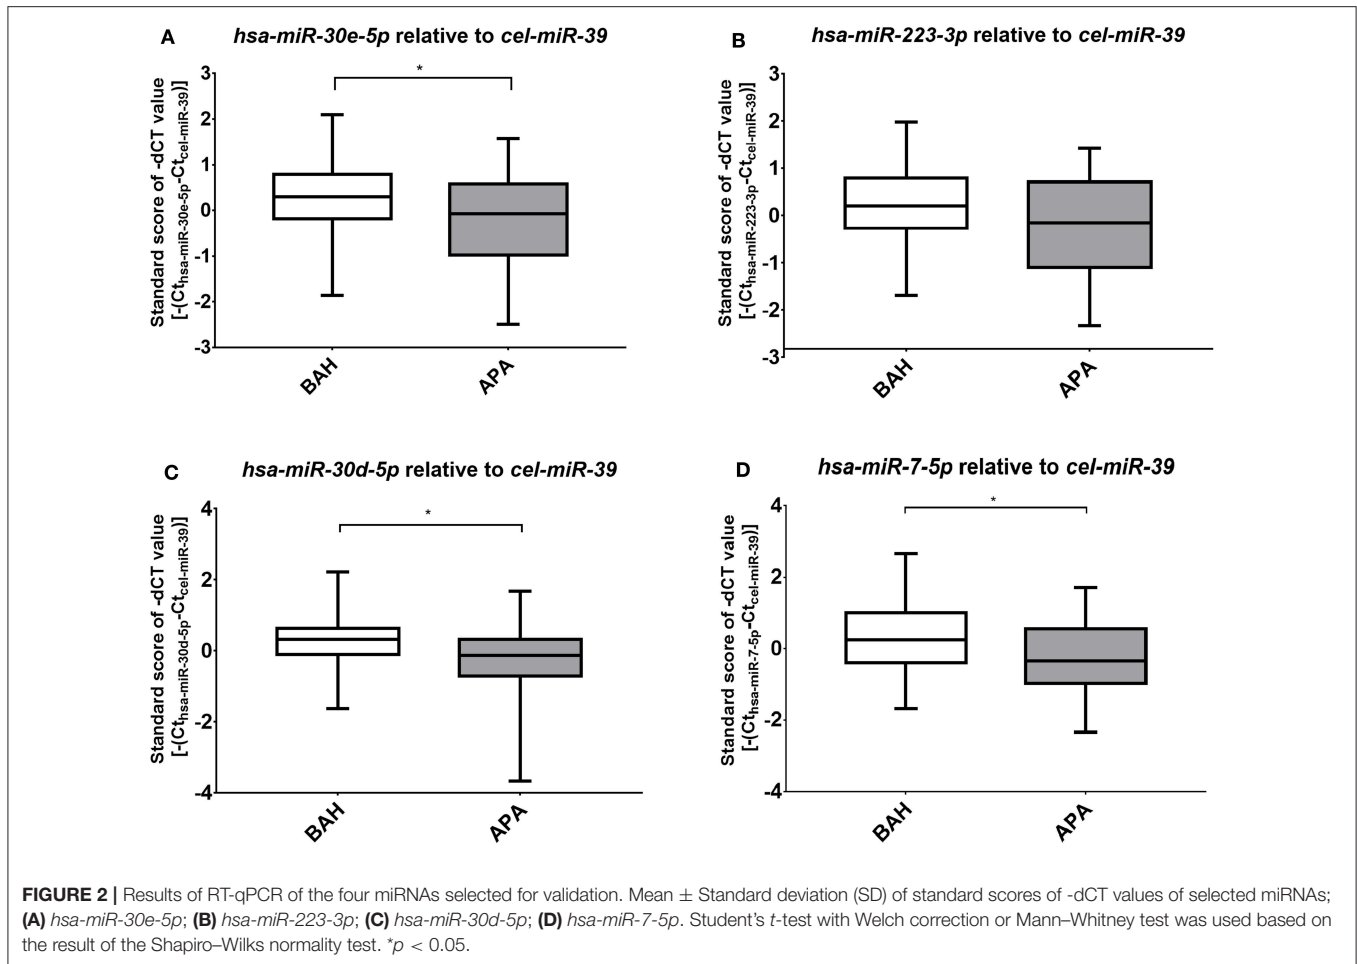 A
hsa-miR-30e-5p relative to cel-miR-39
Standard score of -dCT value
[-(Cthsa-miR-30e-5p-Ctcel-miR-39)]
3
2
1
0
-1
-2
-3
*
BAH
APA
B
hsa-miR-223-3p relative to cel-miR-39
Standard score of -dCT value
[-(Cthsa-miR-223-3p-Ctcel-miR-39)]
3
2
1
0
-1
-2
-3
BAH
APA
C
hsa-miR-30d-5p relative to cel-miR-39
Standard score of -dCT value
[-(Cthsa-miR-30d-5p-Ctcel-miR-39)]
4
2
0
-2
-4
*
BAH
APA
D
hsa-miR-7-5p relative to cel-miR-39
Standard score of -dCT value
[-(Cthsa-miR-7-5p-Ctcel-miR-39)]
4
2
0
-2
-4
*
BAH
APA
FIGURE 2 | Results of RT-qPCR of the four miRNAs selected for validation. Mean ± Standard deviation (SD) of standard scores of -dCT values of selected miRNAs;
(A) hsa-miR-30e-5p; (B) hsa-miR-223-3p; (C) hsa-miR-30d-5p; (D) hsa-miR-7-5p. Student's t-test with Welch correction or Mann–Whitney test was used based on
the result of the Shapiro–Wilks normality test. *p < 0.05.